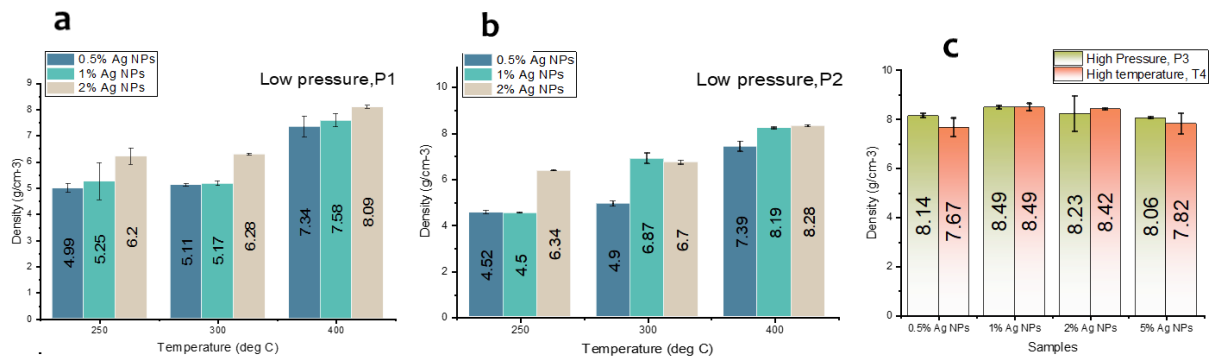 a
0.5% Ag NPs
1% Ag NPs
2% Ag NPs
Low pressure,P1
Density (g/cm-3)
9
8
7
6
5
4
3
2
1
0
4.99
5.25
6.2
5.11
5.17
6.28
7.34
7.58
8.09
250
300
400
Temperature (deg C)
b
0.5% Ag NPs
1% Ag NPs
2% Ag NPs
Low pressure,P2
Density (g/cm-3)
10
8
6
4
2
0
4.52
4.5
6.34
4.9
6.87
6.7
7.39
8.19
8.28
250
300
400
Temperature (deg C)
c
High Pressure, P3
High temperature, T4
Density (g/cm-3)
10
8
6
4
2
0
8.14
7.67
8.49
8.49
8.23
8.42
8.06
7.82
0.5% Ag NPs
1% Ag NPs
2% Ag NPs
5% Ag NPs
Samples